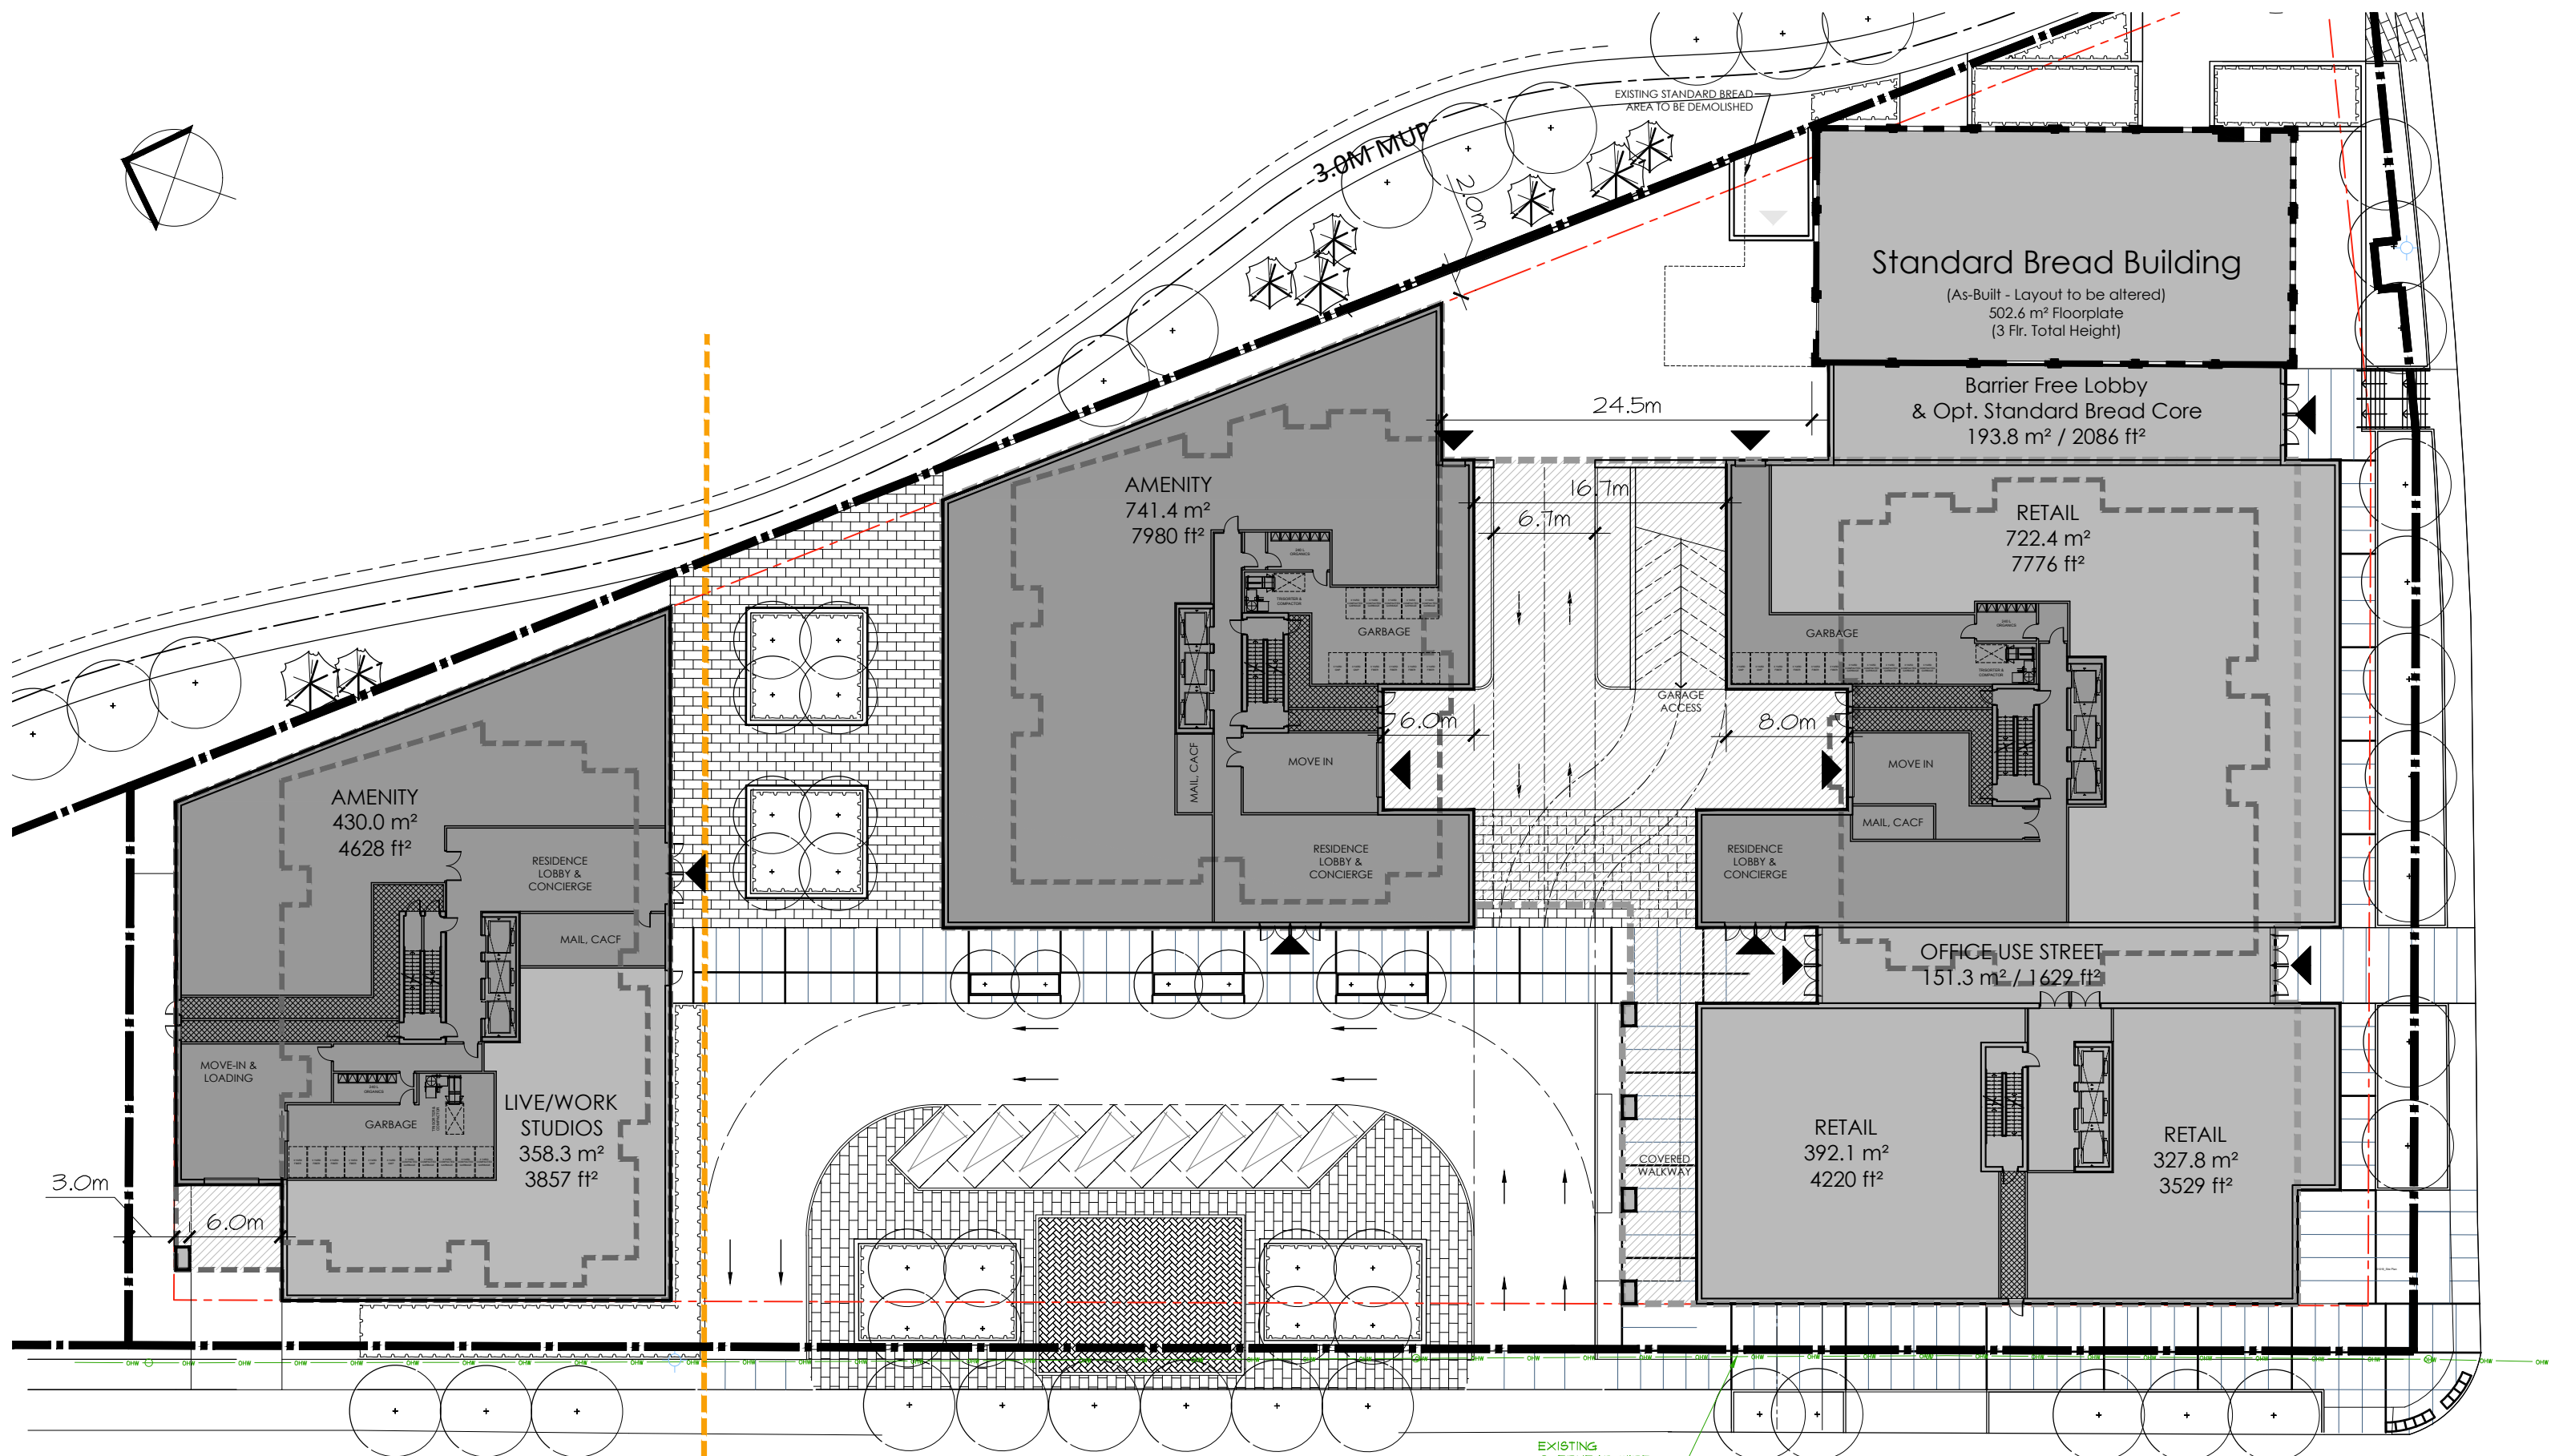 EXISTING STANDARD BREAD
AREA TO BE DEMOLISHED
3.0M MUP
2.0m
Standard Bread Building
(As-Built - Layout to be altered)
502.6 m² Floorplate
(3 Flr. Total Height)
Barrier Free Lobby
& Opt. Standard Bread Core
193.8 m² / 2086 ft²
24.5m
AMENITY
741.4 m²
7980 ft²
16.7m
6.7m
RETAIL
722.4 m²
7776 ft²
GARBAGE
GARBAGE
GARAGE
ACCESS
6.0m
8.0m
MAIL, CACF
MOVE IN
MOVE IN
MAIL, CACF
AMENITY
430.0 m²
4628 ft²
RESIDENCE
LOBBY &
CONCIERGE
RESIDENCE
LOBBY &
CONCIERGE
RESIDENCE
LOBBY &
CONCIERGE
MAIL, CACF
OFFICE USE STREET
151.3 m² / 1629 ft²
MOVE-IN &
LOADING
LIVE/WORK
STUDIOS
358.3 m²
3857 ft²
GARBAGE
RETAIL
392.1 m²
4220 ft²
RETAIL
327.8 m²
3529 ft²
COVERED
WALKWAY
3.0m
6.0m
OHW
EXISTING